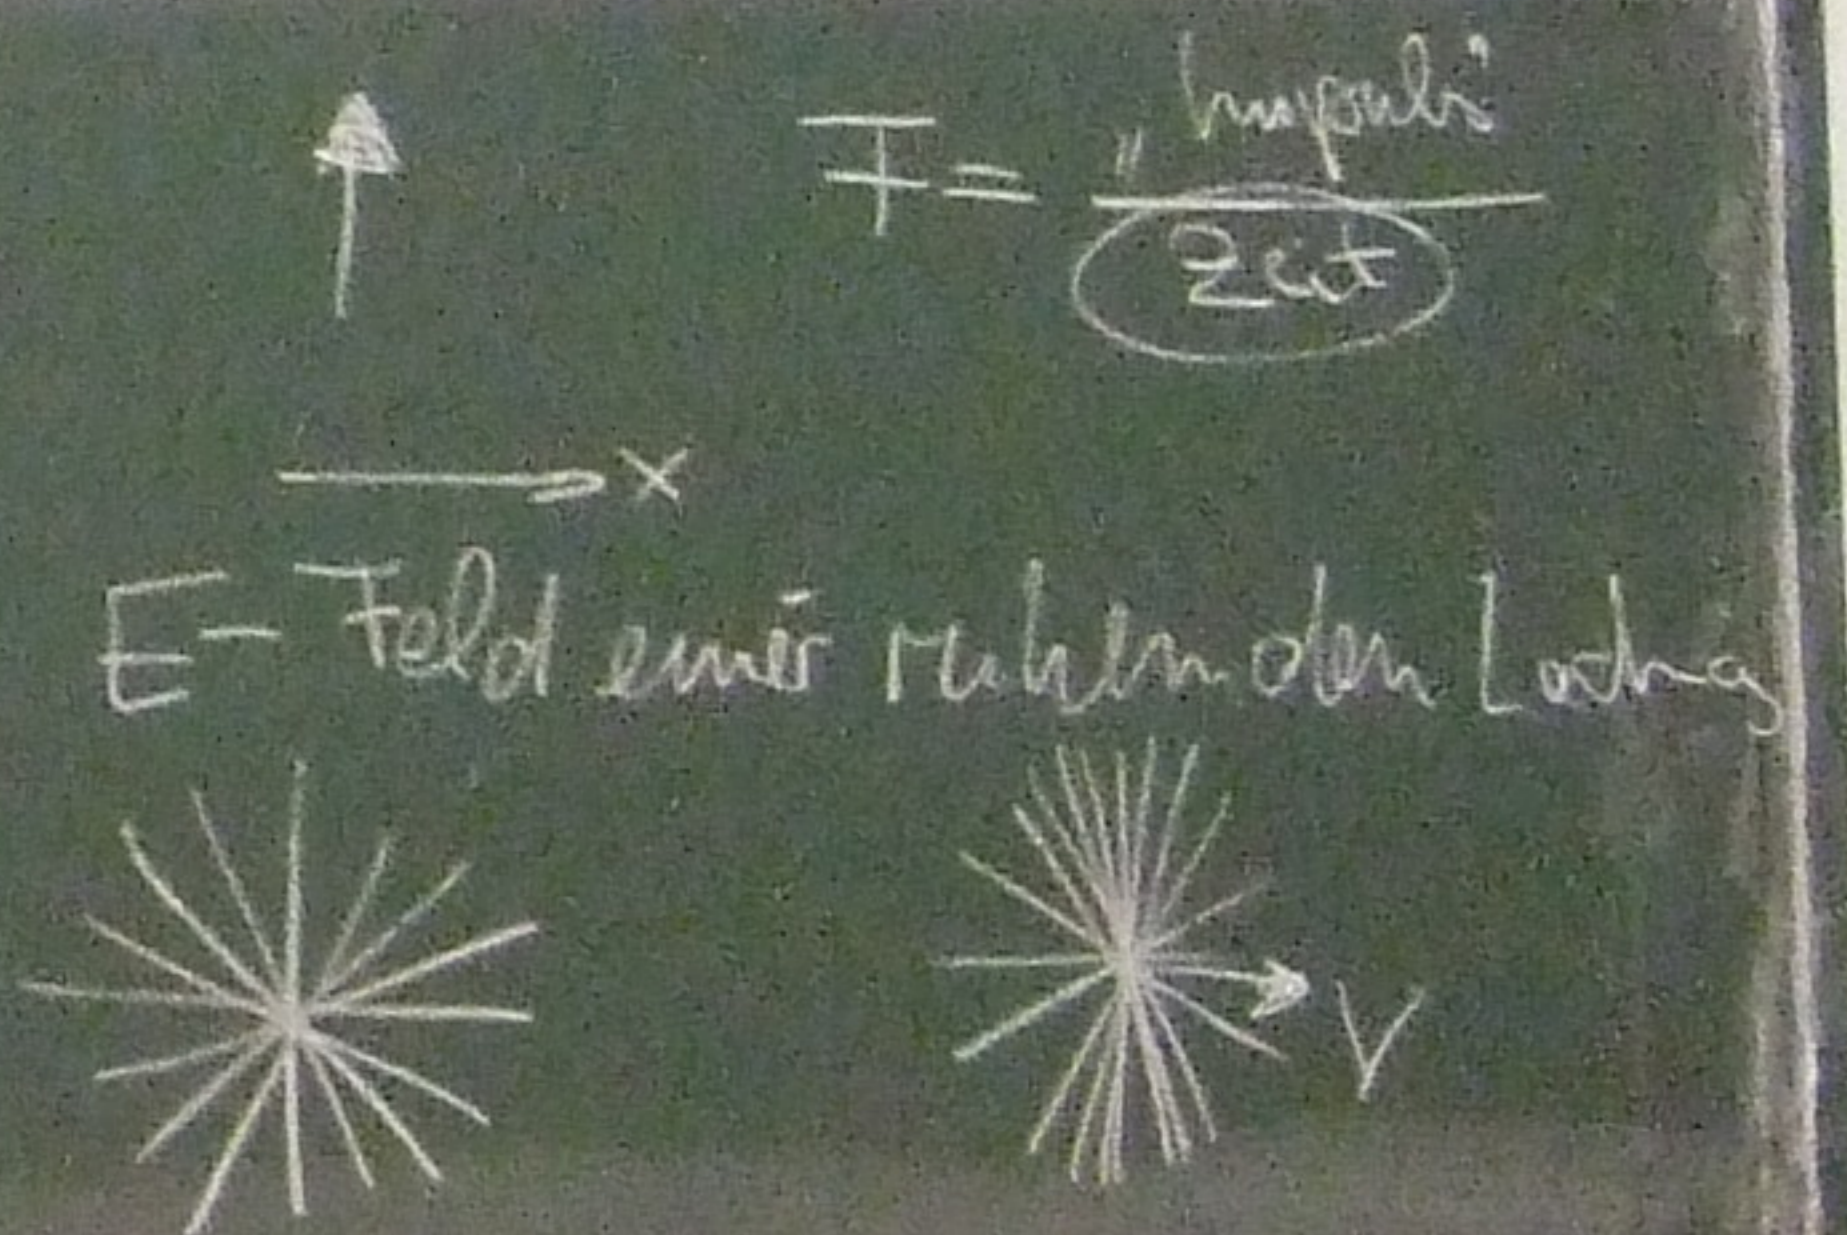 F = „Impuls“
Zeit
x
E-Feld einer ruhenden Ladung
v